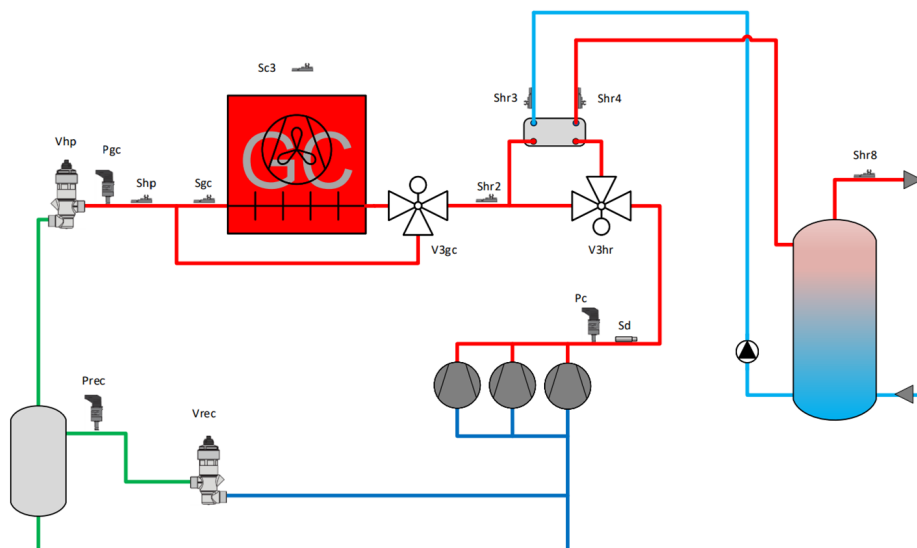 Sc3
Shr3
Shr4
Vhp
Pgc
GC
Shr8
Shp
Sgc
Shr2
V3gc
V3hr
Pc
Sd
Prec
Vrec